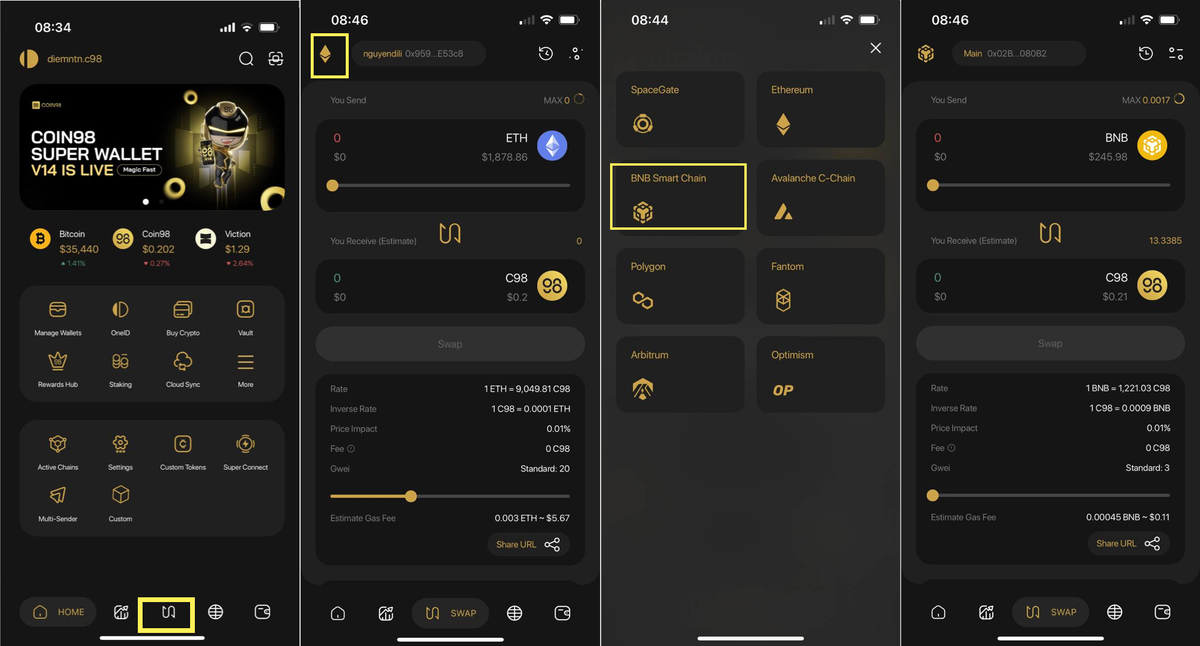 08:34
diemntn.c98
COIN98
COIN98
SUPER WALLET
V14 IS LIVE Magic Fast
Bitcoin
$35,440
1.41%
Coin98
$0.202
0.27%
Viction
$1.29
2.64%
Manage Wallets
OneID
Buy Crypto
Vault
Rewards Hub
Staking
Cloud Sync
More
Active Chains
Settings
Custom Tokens
Super Connect
Multi-Sender
Custom
HOME
08:46
nguyendili 0x959...E53c8
You Send
MAX 0
0
ETH
$0
$1,878.86
You Receive (Estimate)
0
0
C98
$0
$0.2
Swap
Rate
1 ETH = 9,049.81 C98
Inverse Rate
1 C98 = 0.0001 ETH
Price Impact
0.01%
Fee
0 C98
Gwei
Standard: 20
Estimate Gas Fee
0.003 ETH ~ $5.67
Share URL
SWAP
08:44
SpaceGate
Ethereum
BNB Smart Chain
Avalanche C-Chain
Polygon
Fantom
Arbitrum
Optimism
OP
08:46
Main 0x02B...080B2
You Send
MAX 0.0017
0
BNB
$0
$245.98
You Receive (Estimate)
13.3385
0
C98
$0
$0.21
Swap
Rate
1 BNB = 1,221.03 C98
Inverse Rate
1 C98 = 0.0009 BNB
Price Impact
0.01%
Fee
0 C98
Gwei
Standard: 3
Estimate Gas Fee
0.00045 BNB ~ $0.11
Share URL
SWAP